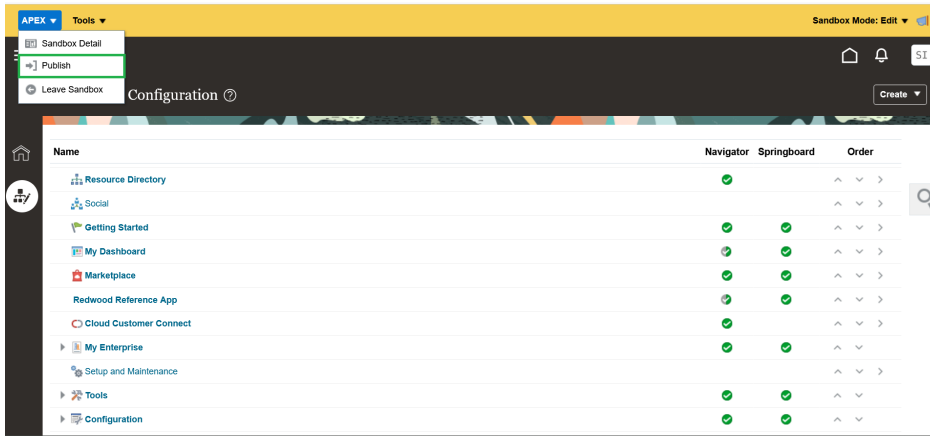 APEX Tools Sandbox Mode: Edit
Sandbox Detail
Publish
SI
Leave Sandbox
Configuration
Create
Name Navigator Springboard Order
Resource Directory
Social
Getting Started
My Dashboard
Marketplace
Redwood Reference App
Cloud Customer Connect
My Enterprise
Setup and Maintenance
Tools
Configuration